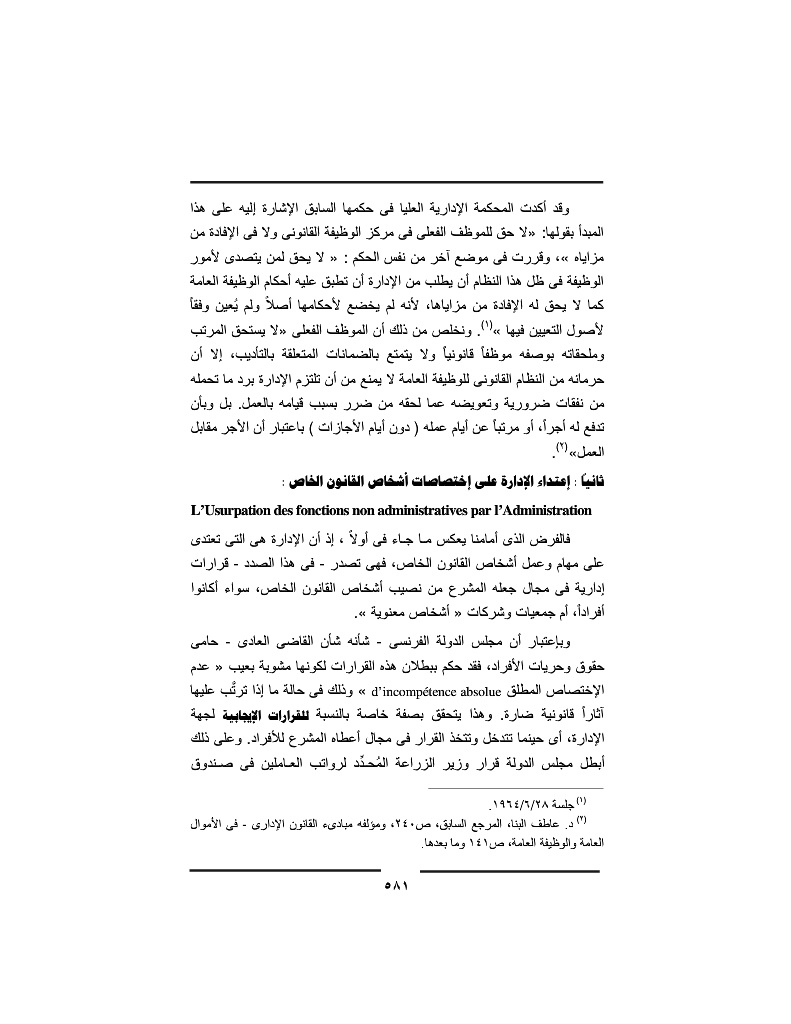 وقد أكدت المحكمة الإدارية العليا فى حكمها السابق الإشارة إليه على هذا
المبدأ بقولها: «لا حق للموظف الفعلى فى مركز الوظيفة القانونى ولا فى الإفادة من
مزاياه »، وقررت فى موضع آخر من نفس الحكم : « لا يحق لمن يتصدى لأمور
الوظيفة فى ظل هذا النظام أن يطلب من الإدارة أن تطبق عليه أحكام الوظيفة العامة
كما لا يحق له الإفادة من مزاياها، لأنه لم يخضع لأحكامها أصلاً ولم يُعين وفقاً
لأصول التعيين فيها »(١). ونخلص من ذلك أن الموظف الفعلى «لا يستحق المرتب
وملحقاته بوصفه موظفاً قانونياً ولا يتمتع بالضمانات المتعلقة بالتأديب، إلا أن
حرمانه من النظام القانونى للوظيفة العامة لا يمنع من أن تلتزم الإدارة برد ما تحمله
من نفقات ضرورية وتعويضه عما لحقه من ضرر بسبب قيامه بالعمل. بل وبأن
تدفع له أجراً، أو مرتباً عن أيام عمله ( دون أيام الأجازات ) باعتبار أن الأجر مقابل
العمل»(٢).
ثانياً : إعتداء الإدارة على إختصاصات أشخاص القانون الخاص :
L’Usurpation des fonctions non administratives par l’Administration
فالفرض الذى أمامنا يعكس ما جاء فى أولاً ، إذ أن الإدارة هى التى تعتدى
على مهام وعمل أشخاص القانون الخاص، فهى تصدر - فى هذا الصدد - قرارات
إدارية فى مجال جعله المشرع من نصيب أشخاص القانون الخاص، سواء أكانوا
أفراداً، أم جمعيات وشركات « أشخاص معنوية ».
وبإعتبار أن مجلس الدولة الفرنسى - شأنه شأن القاضى العادى - حامى
حقوق وحريات الأفراد، فقد حكم ببطلان هذه القرارات لكونها مشوبة بعيب « عدم
الإختصاص المطلق d’incompétence absolue » وذلك فى حالة ما إذا ترتَّب عليها
آثاراً قانونية ضارة. وهذا يتحقق بصفة خاصة بالنسبة للقرارات الإيجابية لجهة
الإدارة، أى حينما تتدخل وتتخذ القرار فى مجال أعطاه المشرع للأفراد. وعلى ذلك
أبطل مجلس الدولة قرار وزير الزراعة المُحدِّد لرواتب العاملين فى صندوق
(١) جلسة ١٩٦٤/٦/٢٨.
(٢) د. عاطف البنا، المرجع السابق، ص٢٤٠، ومؤلفه مبادىء القانون الإدارى - فى الأموال
العامة والوظيفة العامة، ص١٤١ وما بعدها.
٥٨١